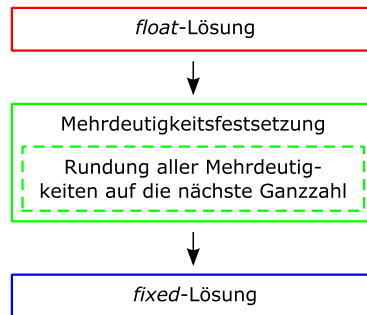 float-Lösung
Mehrdeutigkeitsfestsetzung
Rundung aller Mehrdeutig-
keiten auf die nächste Ganzzahl
fixed-Lösung